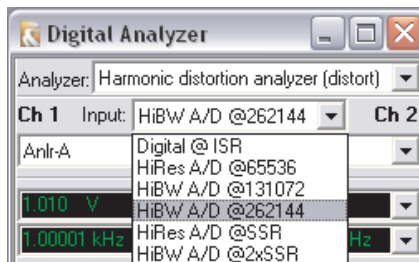 Digital Analyzer
Analyzer: Harmonic distortion analyzer (distort)
Ch 1 Input: HiBW A/D @262144 Ch 2
Anlr-A
Digital @ ISR
HiRes A/D @65536
HiBW A/D @131072
1.010 V HiBW A/D @262144
HiRes A/D @SSR
1.00001 kHz HiBW A/D @2xSSR Hz